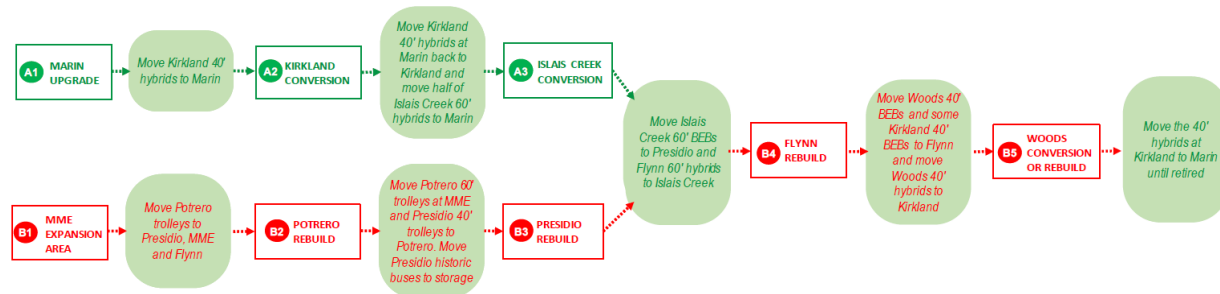 A1
MARIN
UPGRADE
Move Kirkland 40'
hybrids to Marin
A2
KIRKLAND
CONVERSION
Move Kirkland
40' hybrids at
Marin back to
Kirkland and
move half of
Islais Creek 60'
hybrids to Marin
A3
ISLAIS CREEK
CONVERSION
B1
MME
EXPANSION
AREA
Move Potrero
trolleys to
Presidio, MME
and Flynn
B2
POTRERO
REBUILD
Move Potrero 60'
trolleys at MME
and Presidio 40'
trolleys to
Potrero. Move
Presidio historic
buses to storage
B3
PRESIDIO
REBUILD
Move Islais
Creek 60' BEBs
to Presidio and
Flynn 60' hybrids
to Islais Creek
B4
FLYNN
REBUILD
Move Woods 40'
BEBs and some
Kirkland 40'
BEBs to Flynn
and move
Woods 40'
hybrids to
Kirkland
B5
WOODS
CONVERSION
OR REBUILD
Move the 40'
hybrids at
Kirkland to Marin
until retired